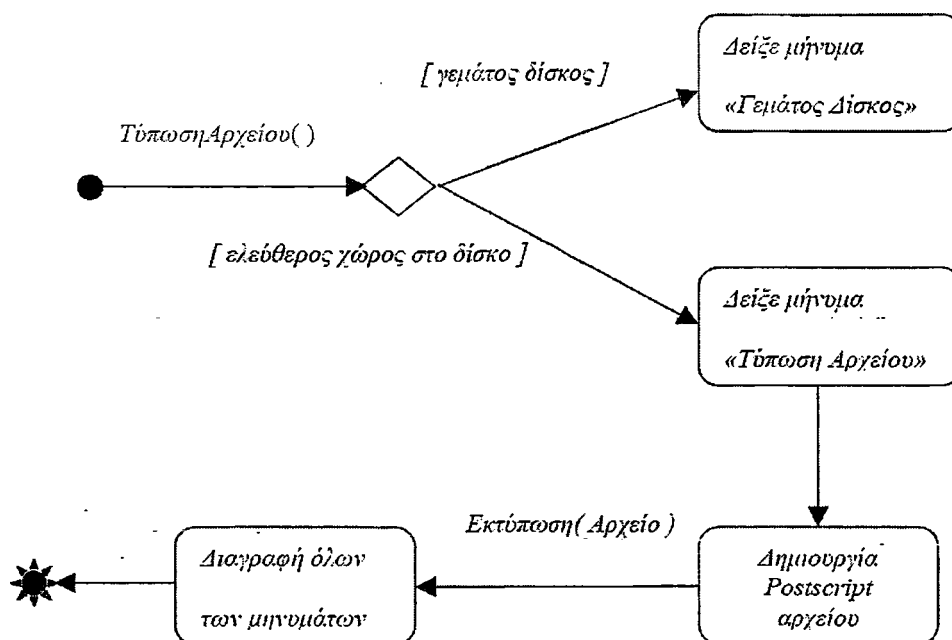 Δείξε μήνυμα
«Γεμάτος Δίσκος»
[ γεμάτος δίσκος ]
ΤύπωσηΑρχείου( )
[ ελεύθερος χώρος στο δίσκο ]
Δείξε μήνυμα
«Τύπωση Αρχείου»
Εκτύπωση( Αρχείο )
Διαγραφή όλων
των μηνυμάτων
Δημιουργία
Postscript
αρχείου